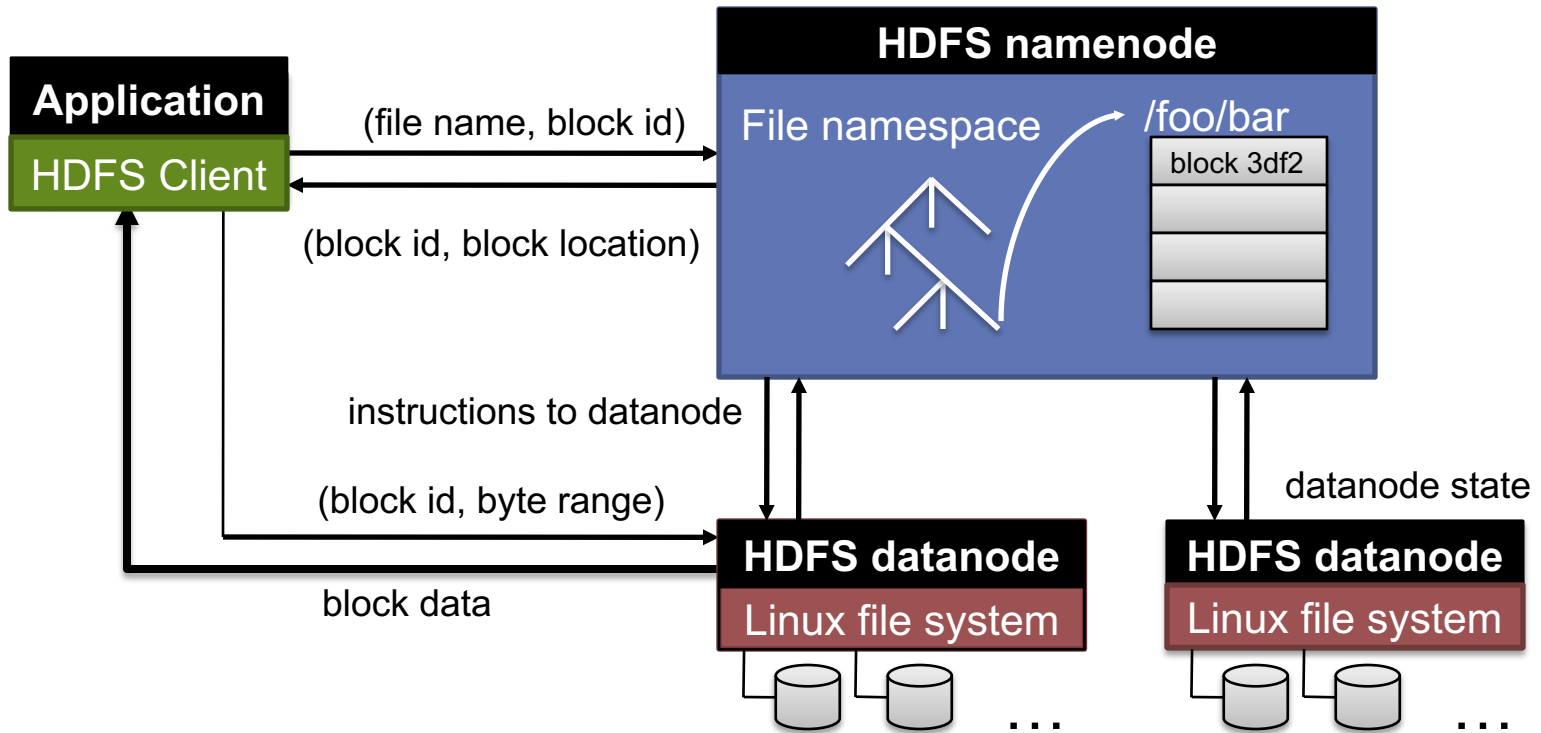 HDFS namenode
Application
HDFS Client
(file name, block id)
(block id, block location)
File namespace
/foo/bar
block 3df2
instructions to datanode
datanode state
(block id, byte range)
block data
HDFS datanode
Linux file system
…
HDFS datanode
Linux file system
…